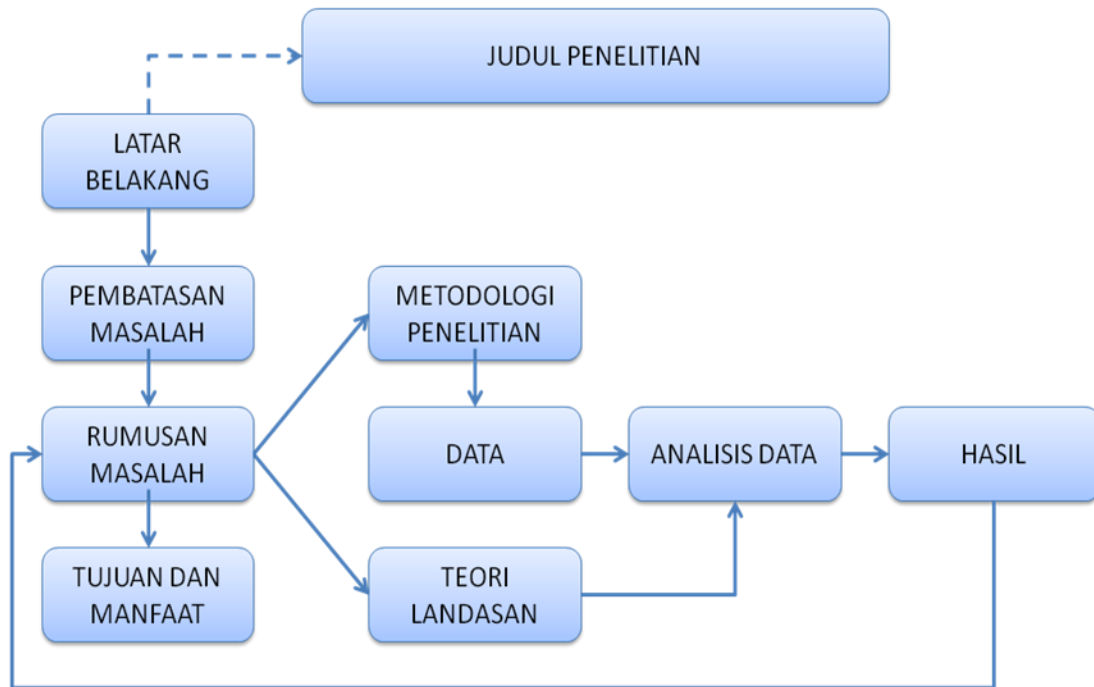 JUDUL PENELITIAN
LATAR
BELAKANG
PEMBATASAN
MASALAH
METODOLOGI
PENELITIAN
RUMUSAN
MASALAH
DATA
ANALISIS DATA
HASIL
TUJUAN DAN
MANFAAT
TEORI
LANDASAN